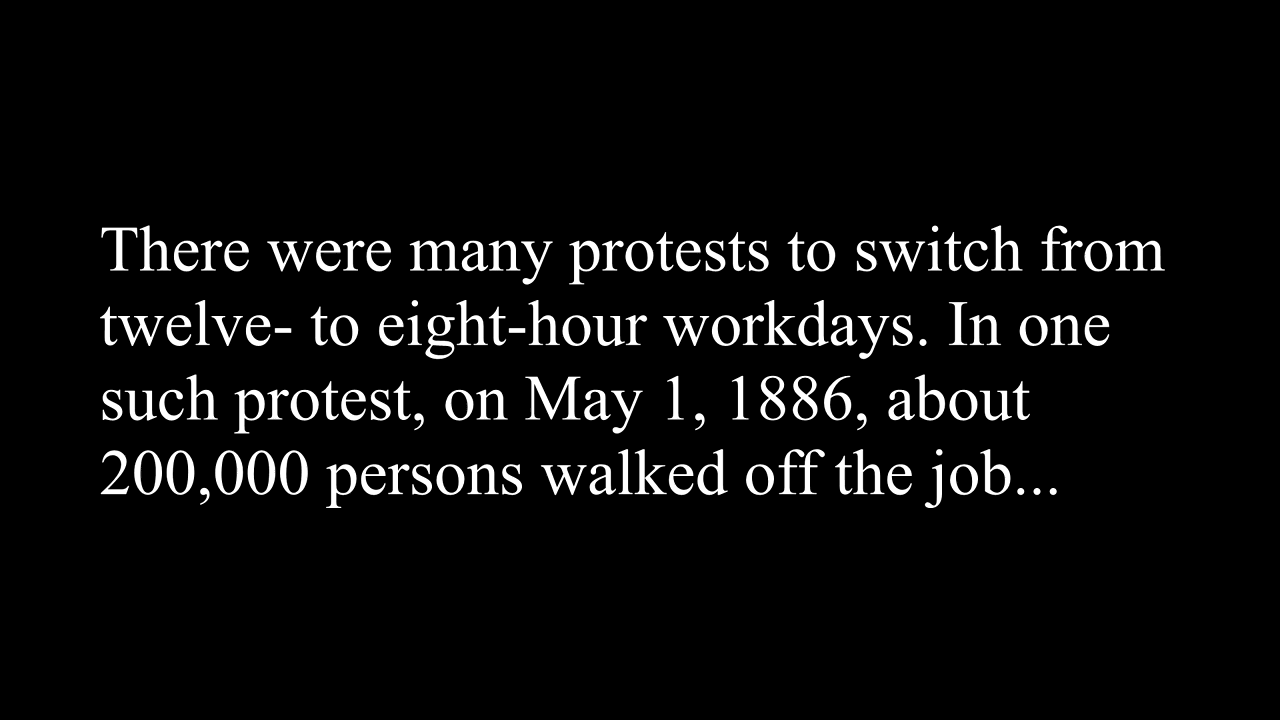 There were many protests to switch from
twelve- to eight-hour workdays. In one
such protest, on May 1, 1886, about
200,000 persons walked off the job...